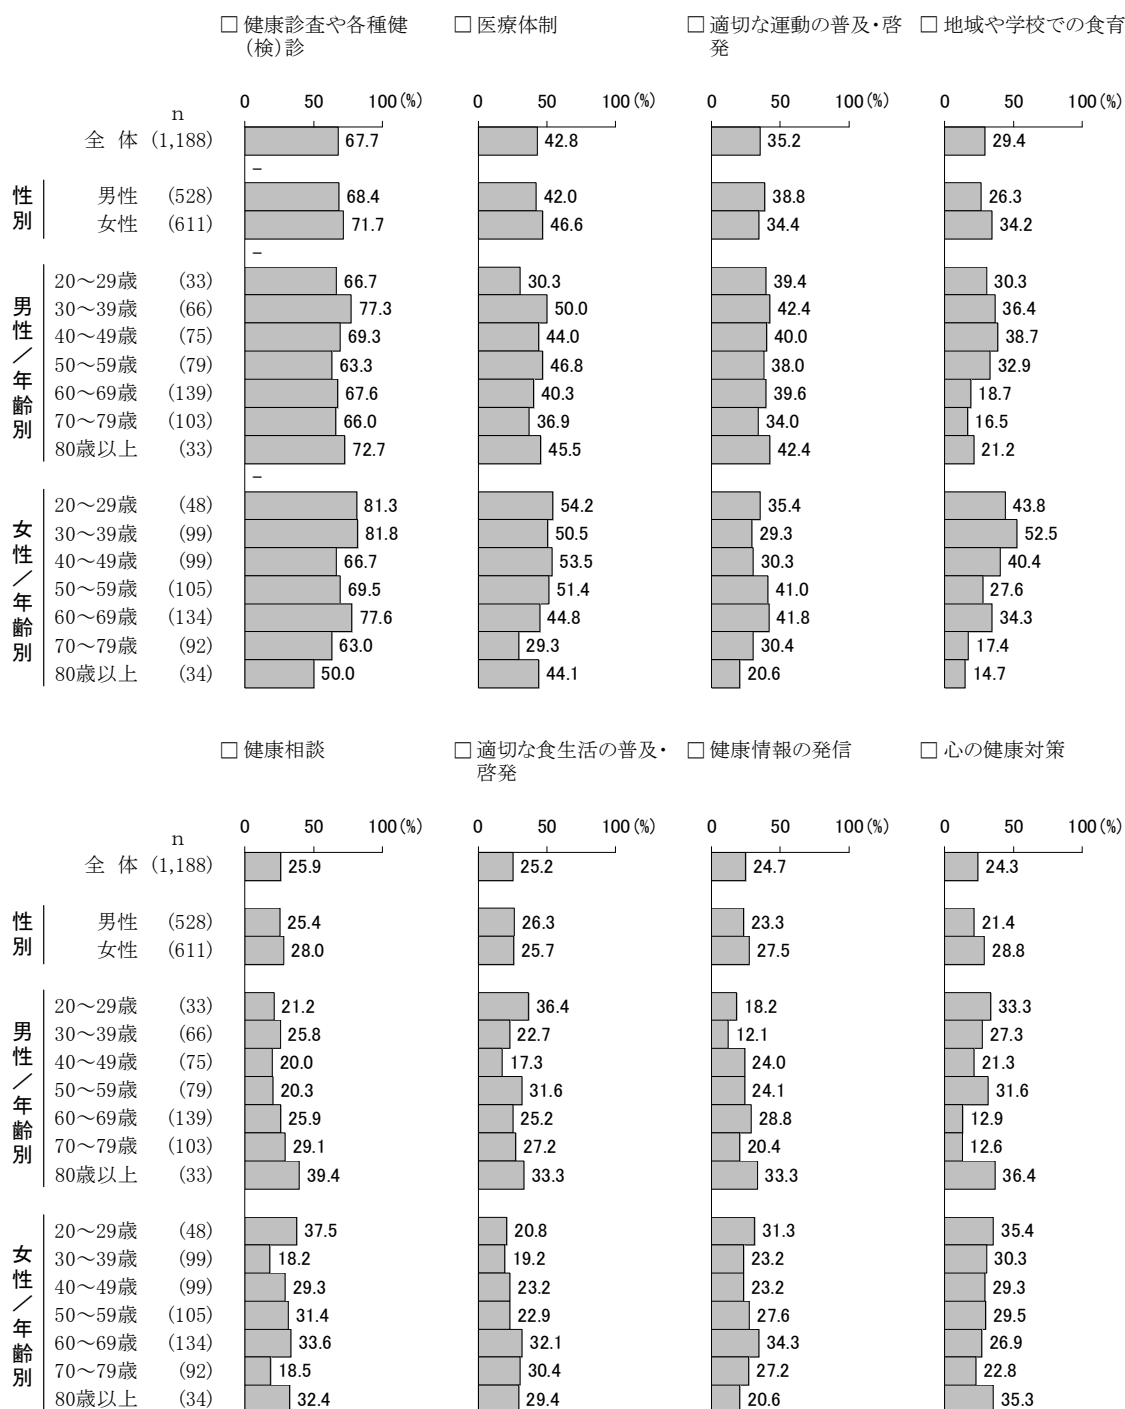 □ 健康診査や各種健 □ 医療体制 □ 適切な運動の普及・啓 □ 地域や学校での食育
(検)診 発
0 50 100(%) 0 50 100(%) 0 50 100(%) 0 50 100(%)
n
全 体 (1,188) 67.7 42.8 35.2 29.4
–
性別
男性 (528) 68.4 42.0 38.8 26.3
女性 (611) 71.7 46.6 34.4 34.2
–
男性/年齢別
20～29歳 (33) 66.7 30.3 39.4 30.3
30～39歳 (66) 77.3 50.0 42.4 36.4
40～49歳 (75) 69.3 44.0 40.0 38.7
50～59歳 (79) 63.3 46.8 38.0 32.9
60～69歳 (139) 67.6 40.3 39.6 18.7
70～79歳 (103) 66.0 36.9 34.0 16.5
80歳以上 (33) 72.7 45.5 42.4 21.2
–
女性/年齢別
20～29歳 (48) 81.3 54.2 35.4 43.8
30～39歳 (99) 81.8 50.5 29.3 52.5
40～49歳 (99) 66.7 53.5 30.3 40.4
50～59歳 (105) 69.5 51.4 41.0 27.6
60～69歳 (134) 77.6 44.8 41.8 34.3
70～79歳 (92) 63.0 29.3 30.4 17.4
80歳以上 (34) 50.0 44.1 20.6 14.7
□ 健康相談 □ 適切な食生活の普及・ □ 健康情報の発信 □ 心の健康対策
啓発
0 50 100(%) 0 50 100(%) 0 50 100(%) 0 50 100(%)
n
全 体 (1,188) 25.9 25.2 24.7 24.3
性別
男性 (528) 25.4 26.3 23.3 21.4
女性 (611) 28.0 25.7 27.5 28.8
男性/年齢別
20～29歳 (33) 21.2 36.4 18.2 33.3
30～39歳 (66) 25.8 22.7 12.1 27.3
40～49歳 (75) 20.0 17.3 24.0 21.3
50～59歳 (79) 20.3 31.6 24.1 31.6
60～69歳 (139) 25.9 25.2 28.8 12.9
70～79歳 (103) 29.1 27.2 20.4 12.6
80歳以上 (33) 39.4 33.3 33.3 36.4
女性/年齢別
20～29歳 (48) 37.5 20.8 31.3 35.4
30～39歳 (99) 18.2 19.2 23.2 30.3
40～49歳 (99) 29.3 23.2 23.2 29.3
50～59歳 (105) 31.4 22.9 27.6 29.5
60～69歳 (134) 33.6 32.1 34.3 26.9
70～79歳 (92) 18.5 30.4 27.2 22.8
80歳以上 (34) 32.4 29.4 20.6 35.3